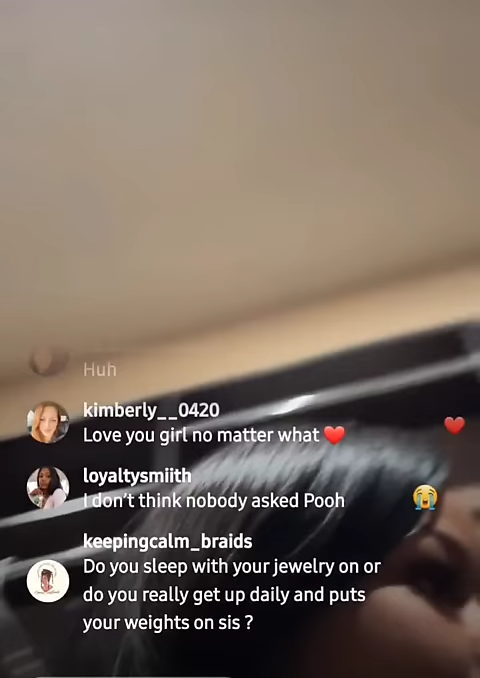 Huh
kimberly__0420
Love you girl no matter what ❤️
loyaltysmiith
I don't think nobody asked Pooh
keepingcalm_braids
Do you sleep with your jewelry on or
do you really get up daily and puts
your weights on sis ?